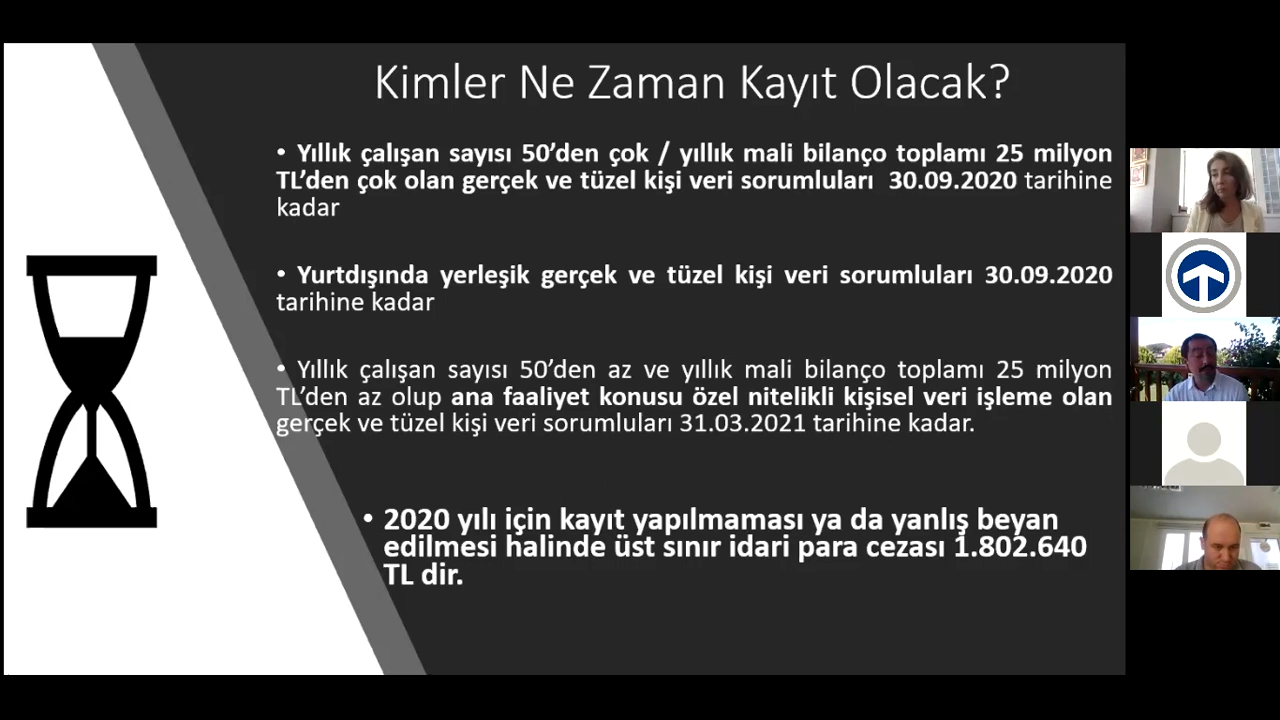 Kimler Ne Zaman Kayıt Olacak?
• Yıllık çalışan sayısı 50’den çok / yıllık mali bilanço toplamı 25 milyon
TL’den çok olan gerçek ve tüzel kişi veri sorumluları 30.09.2020 tarihine
kadar
• Yurtdışında yerleşik gerçek ve tüzel kişi veri sorumluları 30.09.2020
tarihine kadar
• Yıllık çalışan sayısı 50’den az ve yıllık mali bilanço toplamı 25 milyon
TL’den az olup ana faaliyet konusu özel nitelikli kişisel veri işleme olan
gerçek ve tüzel kişi veri sorumluları 31.03.2021 tarihine kadar.
• 2020 yılı için kayıt yapılmaması ya da yanlış beyan
edilmesi halinde üst sınır idari para cezası 1.802.640
TL dir.